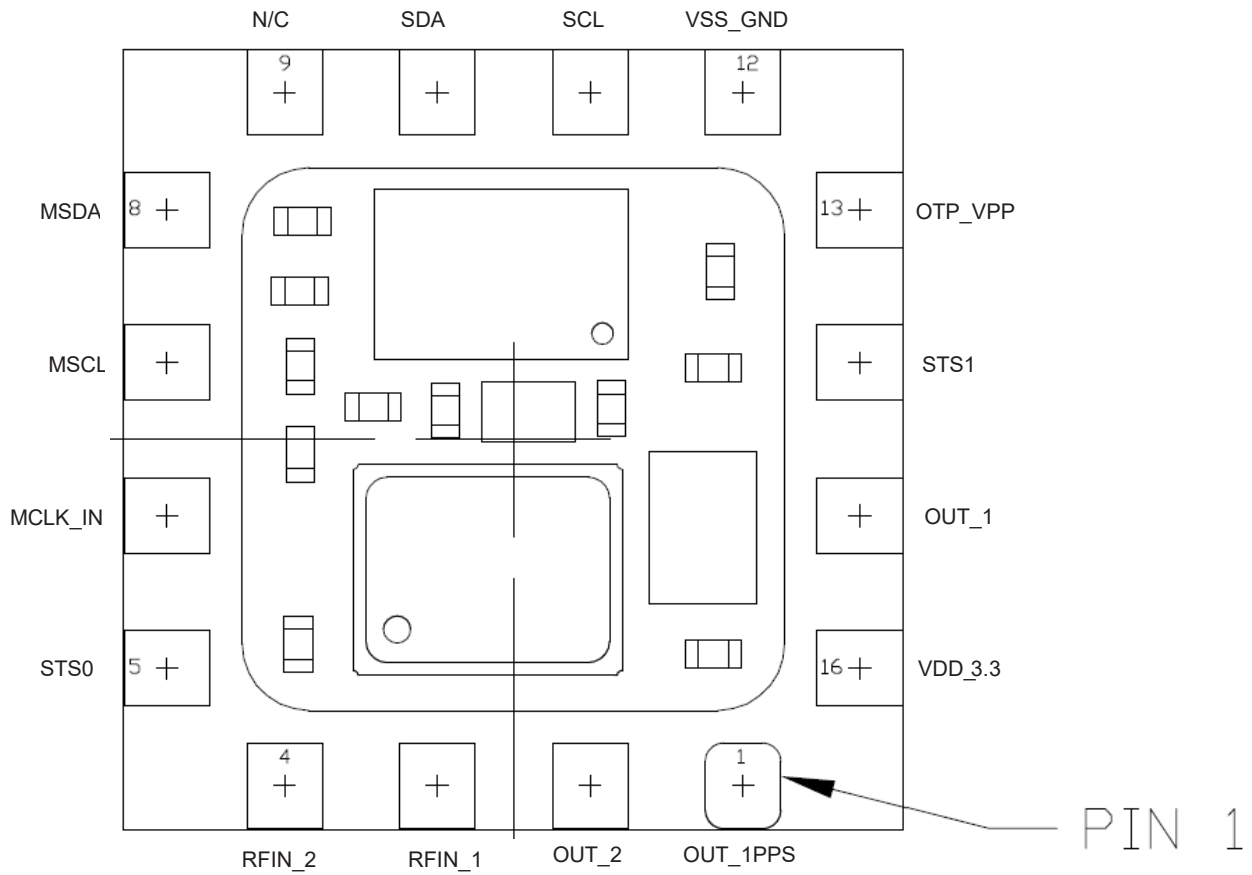 N/C SDA SCL VSS_GND
9 12
MSDA 8 13 OTP_VPP
MSCL STS1
MCLK_IN OUT_1
STS0 5 16 VDD_3.3
4 1
PIN 1
RFIN_2 RFIN_1 OUT_2 OUT_1PPS